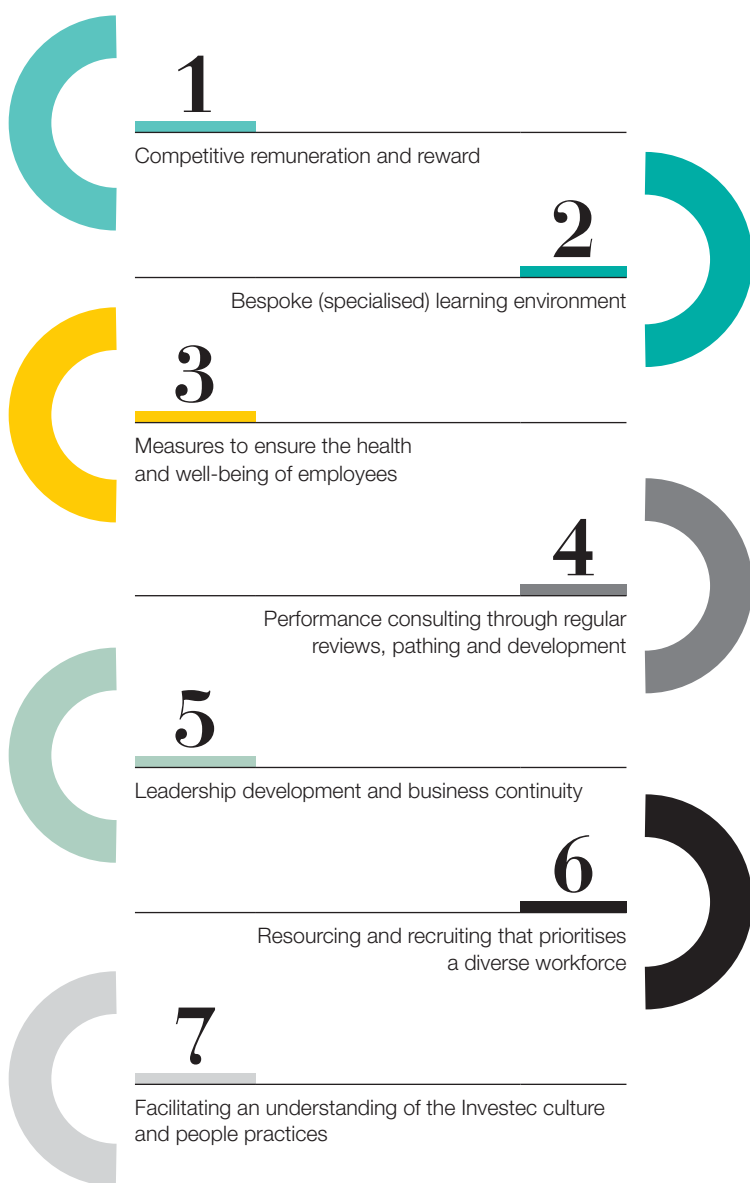 1
Competitive remuneration and reward
2
Bespoke (specialised) learning environment
3
Measures to ensure the health
and well-being of employees
4
Performance consulting through regular
reviews, pathing and development
5
Leadership development and business continuity
6
Resourcing and recruiting that prioritises
a diverse workforce
7
Facilitating an understanding of the Investec culture
and people practices